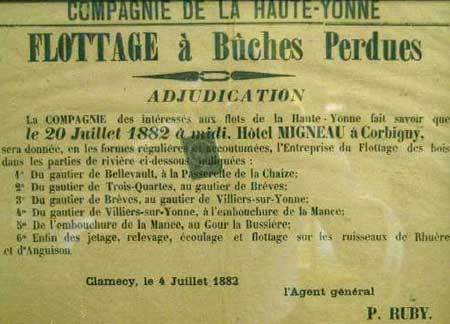 COMPAGNIE DE LA HAUTE-YONNE
FLOTTAGE à Bûches Perdues
ADJUDICATION
La COMPAGNIE des intéressés aux flots de la Haute-Yonne fait savoir que
le 20 Juillet 1882 à midi, Hôtel MIGNEAU à Corbigny,
sera donnée, en les formes régulières et accoutumées, l'Entreprise du Flottage des bois
dans les parties de rivière ci-dessous indiquées :
1° Du gautier de Bellevault, à la Passerelle de la Chaize;
2° Du gautier de Trois-Quartes, au gautier de Brèves;
3° Du gautier de Brèves, au gautier de Villiers-sur-Yonne;
4° Du gautier de Villiers-sur-Yonne, à l'embouchure de la Mance;
5° De l'embouchure de la Mance, au Gour la Bussière;
6° Enfin des jetage, relevage, écoulage et flottage sur les ruisseaux de Rhuère
et d'Anguison.
Clamecy, le 4 Juillet 1882
l'Agent général
P. RUBY.